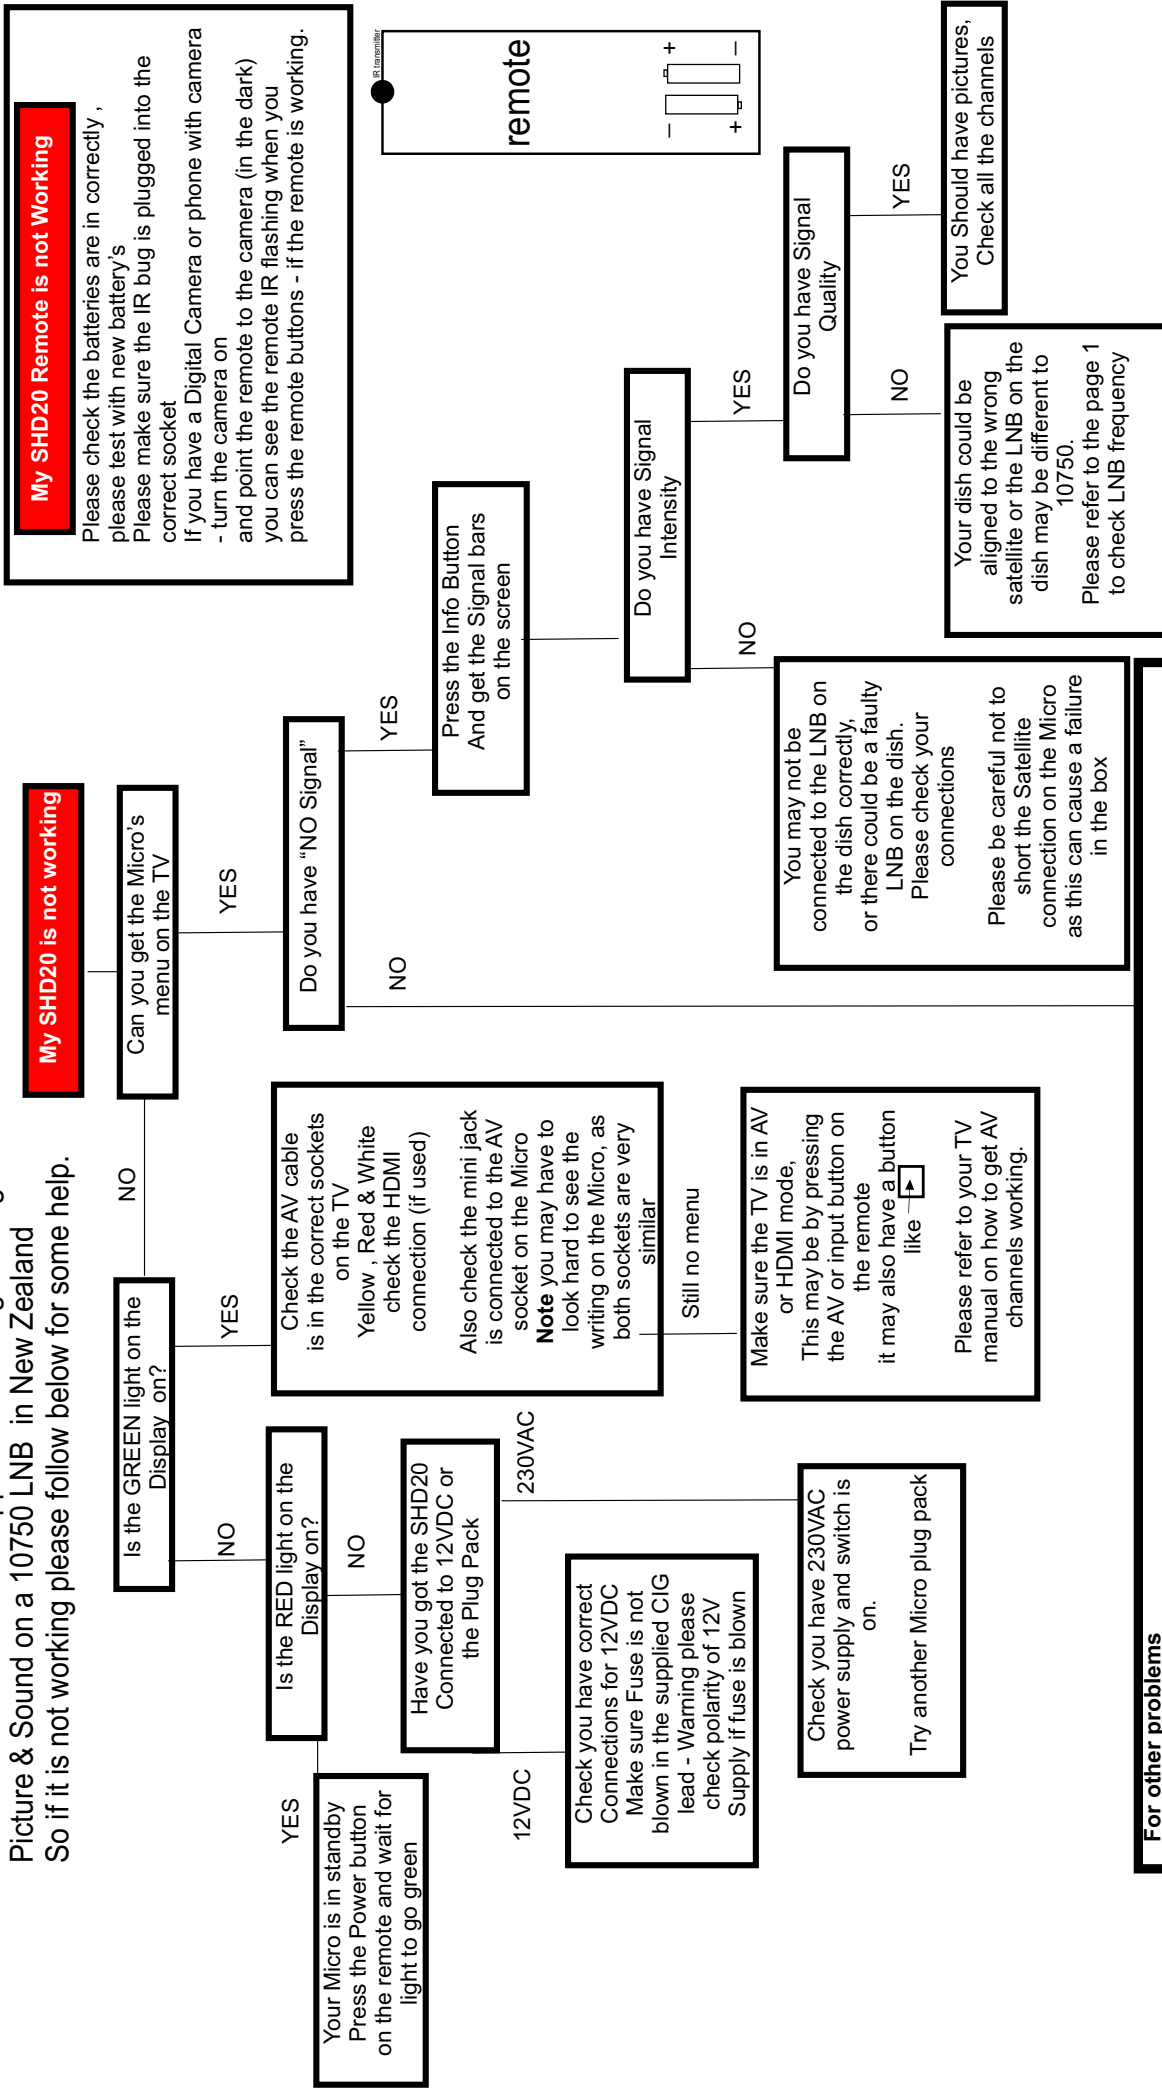 Picture & Sound on a 10750 LNB in New Zealand
So if it is not working please follow below for some help.
My SHD20 is not working
Can you get the Micro's
menu on the TV
NO
YES
Is the GREEN light on the
Display on?
NO
YES
Is the RED light on the
Display on?
YES
NO
Your Micro is in standby
Press the Power button
on the remote and wait for
light to go green
Have you got the SHD20
Connected to 12VDC or
the Plug Pack
12VDC
230VAC
Check you have correct
Connections for 12VDC
Make sure Fuse is not
blown in the supplied CIG
lead - Warning please
check polarity of 12V
Supply if fuse is blown
Check you have 230VAC
power supply and switch is
on.
Try another Micro plug pack
Check the AV cable
is in the correct sockets
on the TV
Yellow , Red & White
check the HDMI
connection (if used)
Also check the mini jack
is connected to the AV
socket on the Micro
Note you may have to
look hard to see the
writing on the Micro, as
both sockets are very
similar
Still no menu
Make sure the TV is in AV
or HDMI mode,
This may be by pressing
the AV or input button on
the remote
it may also have a button
like
Please refer to your TV
manual on how to get AV
channels working.
Do you have “NO Signal”
NO
YES
Press the Info Button
And get the Signal bars
on the screen
Do you have Signal
Intensity
NO
YES
You may not be
connected to the LNB on
the dish correctly,
or there could be a faulty
LNB on the dish.
Please check your
connections
Please be careful not to
short the Satellite
connection on the Micro
as this can cause a failure
in the box
Do you have Signal
Quality
NO
YES
Your dish could be
aligned to the wrong
satellite or the LNB on the
dish may be different to
10750.
Please refer to the page 1
to check LNB frequency
You Should have pictures,
Check all the channels
My SHD20 Remote is not Working
Please check the batteries are in correctly ,
please test with new battery's
Please make sure the IR bug is plugged into the
correct socket
If you have a Digital Camera or phone with camera
- turn the camera on
and point the remote to the camera (in the dark)
you can see the remote IR flashing when you
press the remote buttons - if the remote is working.
IR transmitter
remote
− +
+ −
For other problems